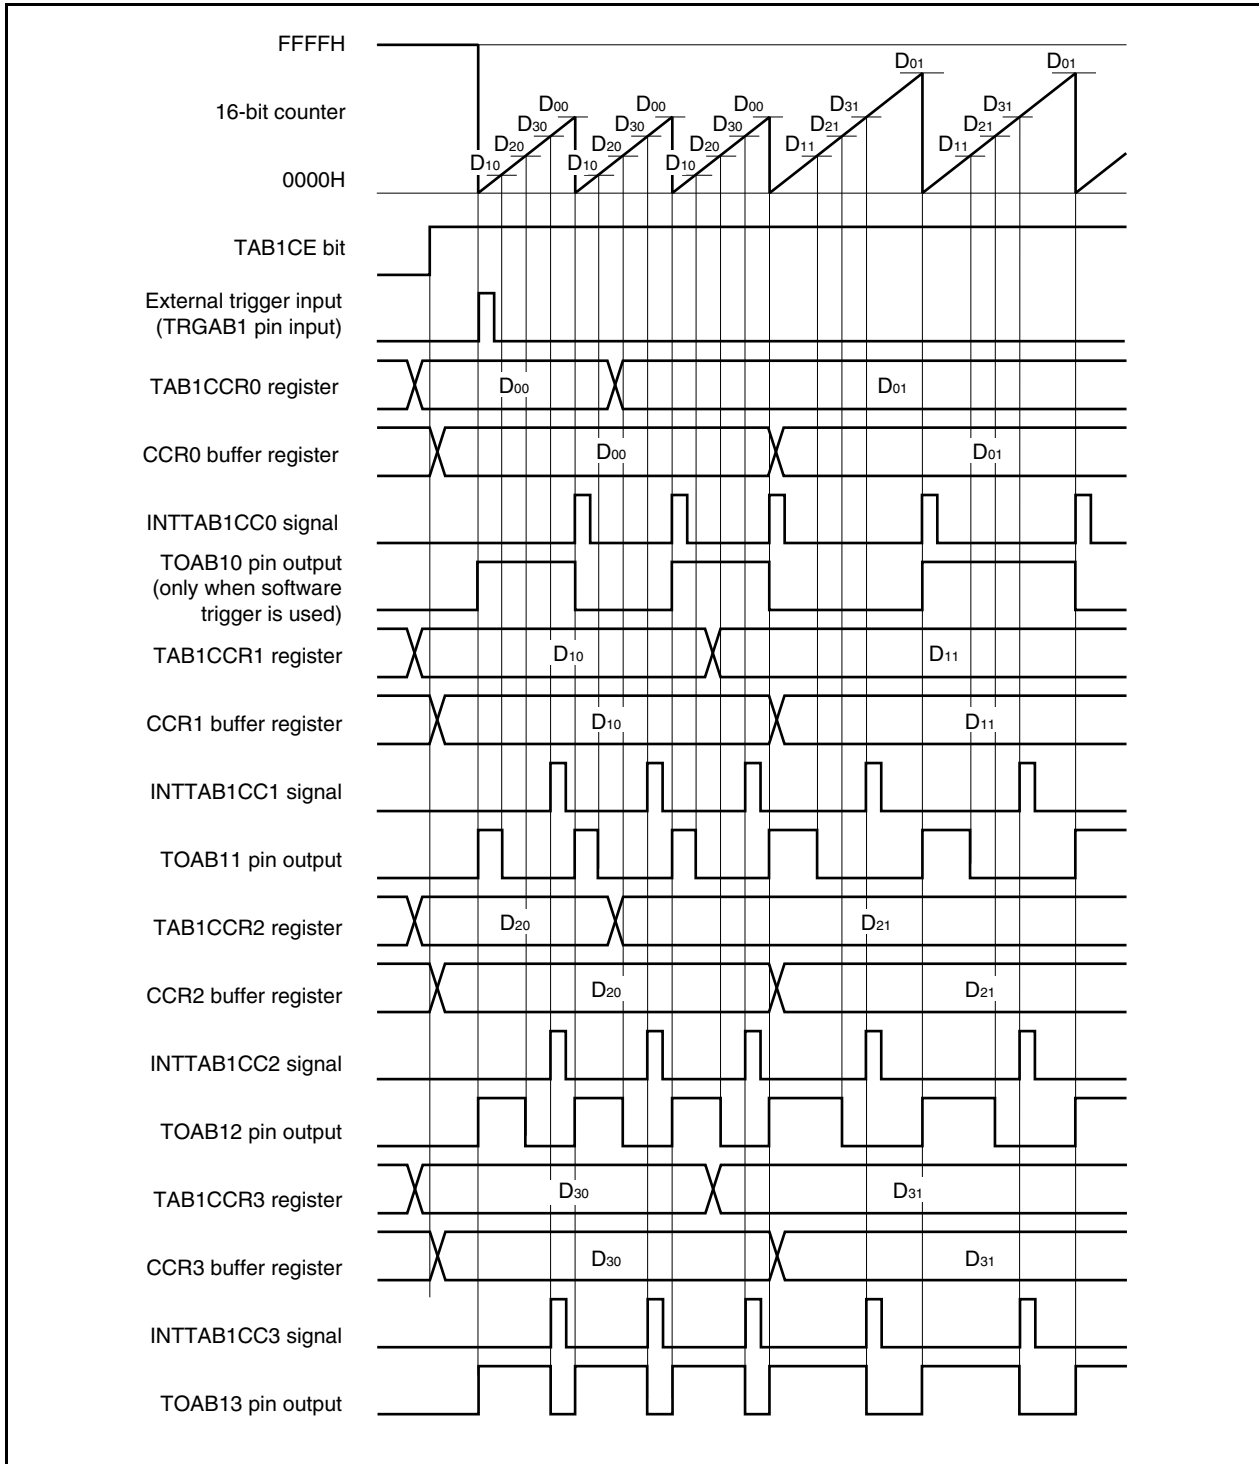 FFFFH
D01 D01
16-bit counter
D00 D00 D00 D31 D31
D30 D30 D30 D21 D21
D20 D20 D20 D11 D11
D10 D10 D10
0000H
TAB1CE bit
External trigger input
(TRGAB1 pin input)
TAB1CCR0 register D00 D01
CCR0 buffer register D00 D01
INTTAB1CC0 signal
TOAB10 pin output
(only when software
trigger is used)
TAB1CCR1 register D10 D11
CCR1 buffer register D10 D11
INTTAB1CC1 signal
TOAB11 pin output
TAB1CCR2 register D20 D21
CCR2 buffer register D20 D21
INTTAB1CC2 signal
TOAB12 pin output
TAB1CCR3 register D30 D31
CCR3 buffer register D30 D31
INTTAB1CC3 signal
TOAB13 pin output